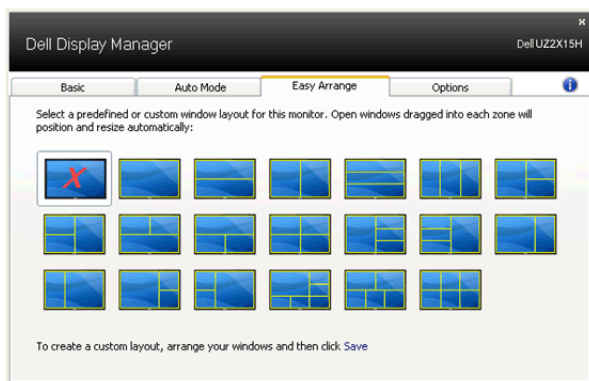 x
Dell Display Manager
Dell UZ2X15H
Basic Auto Mode Easy Arrange Options i
Select a predefined or custom window layout for this monitor. Open windows dragged into each zone will
position and resize automatically:
X
To create a custom layout, arrange your windows and then click Save